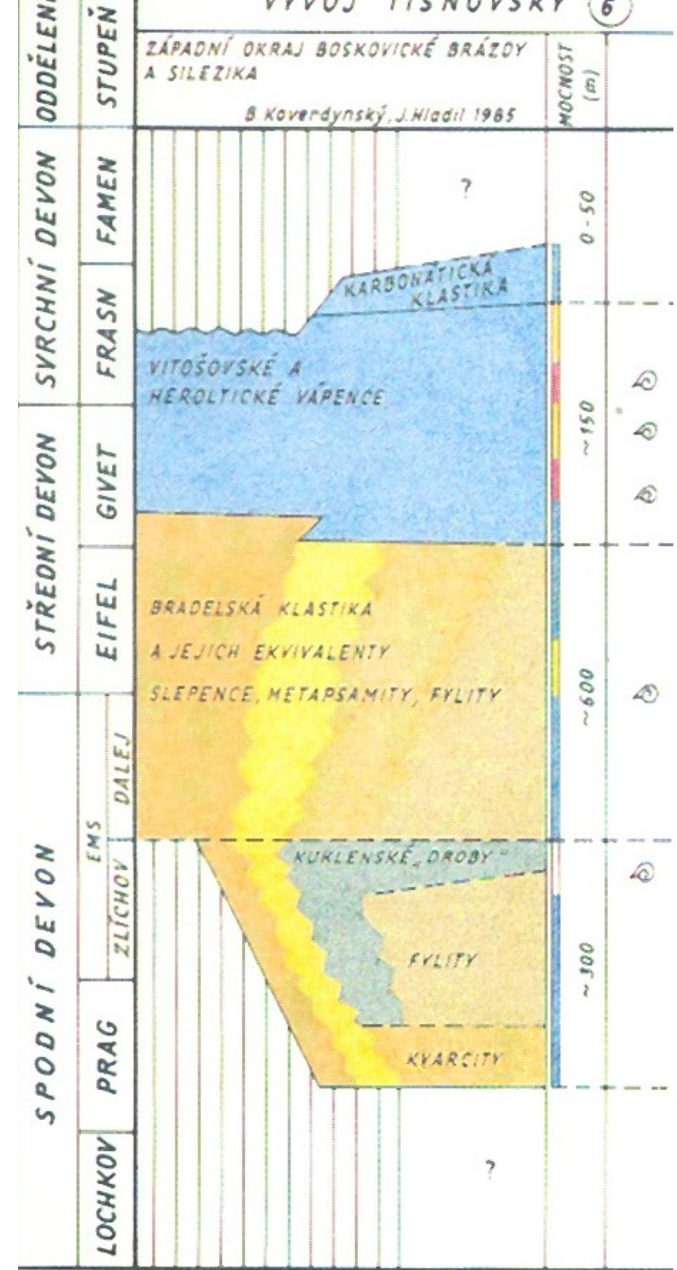 VÝVOJ TIŠNOVSKÝ 6
ODDĚLENÍ
STUPEŇ
ZÁPADNÍ OKRAJ BOSKOVICKÉ BRÁZDY
A SILEZIKA
B. Koverdynský, J. Hladil 1985
MOCNOST
(m)
SVRCHNÍ DEVON
FAMEN
?
0-50
FRASN
KARBONATICKÁ
KLASTIKA
VITOŠOVSKÉ A
HEROLTICKÉ VÁPENCE
~150
STŘEDNÍ DEVON
GIVET
EIFEL
BRADELSKÁ KLASTIKA
A JEJICH EKVIVALENTY
SLEPENCE, METAPSAMITY, FYLITY
~600
SPODNÍ DEVON
EMS
DALEJ
ZLÍCHOV
KUKLENSKÉ „DROBY"
FYLITY
~300
PRAG
KVARCITY
LOCHKOV
?